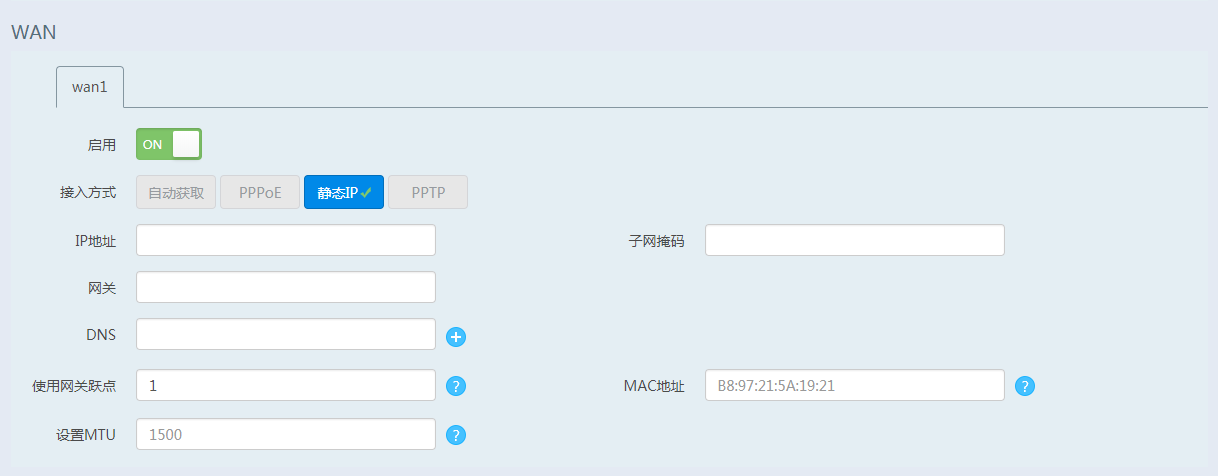 WAN
wan1
启用 ON
接入方式 自动获取 PPPoE 静态IP PPTP
IP地址 子网掩码
网关
DNS
使用网关跃点 1 ? MAC地址 B8:97:21:5A:19:21 ?
设置MTU 1500 ?